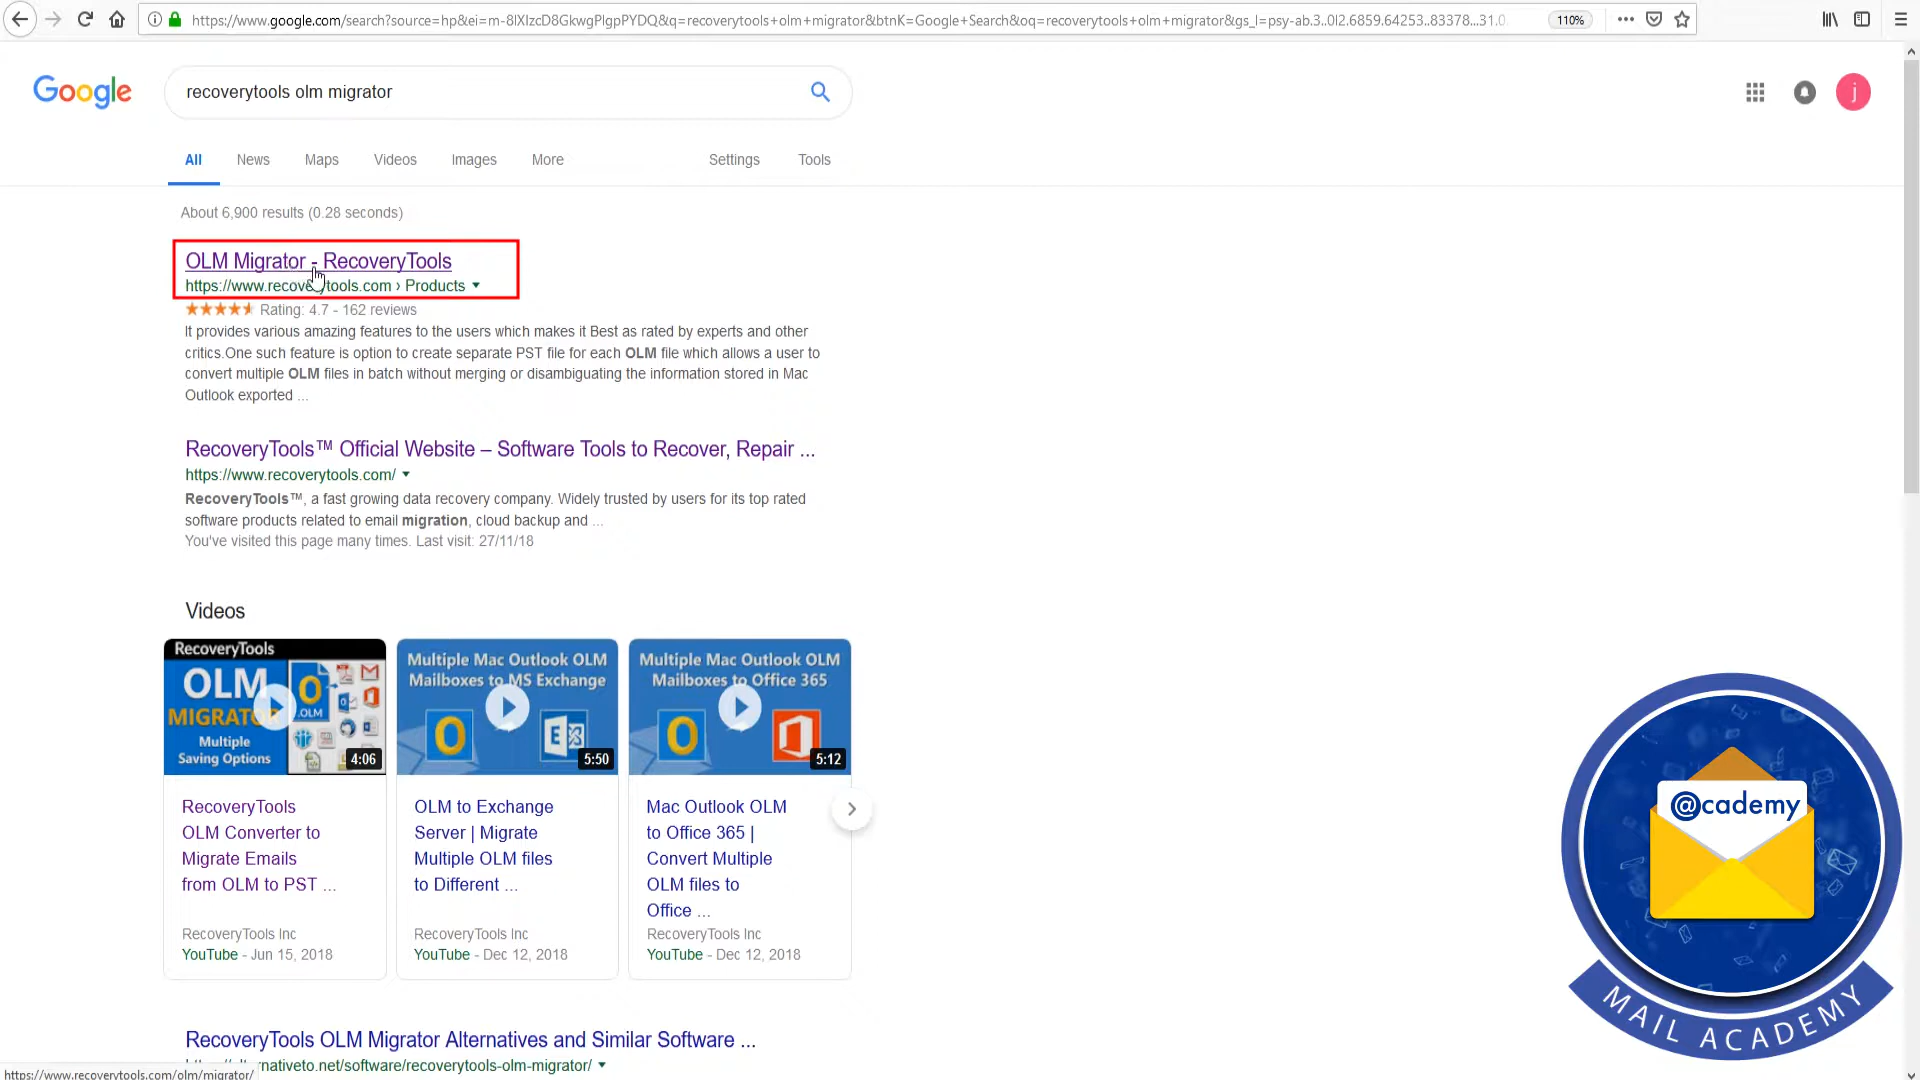 https://www.google.com/search?source=hp&ei=m-8lXIzcD8GkwgPlgpPYDQ&q=recoverytools+olm+migrator&btnK=Google+Search&oq=recoverytools+olm+migrator&gs_l=psy-ab.3..0l2.6859.64253..83378...31.0
110%
Google
recoverytools olm migrator
j
All News Maps Videos Images More Settings Tools
About 6,900 results (0.28 seconds)
OLM Migrator - RecoveryTools
https://www.recoverytools.com › Products
Rating: 4.7 - 162 reviews
It provides various amazing features to the users which makes it Best as rated by experts and other
critics.One such feature is option to create separate PST file for each OLM file which allows a user to
convert multiple OLM files in batch without merging or disambiguating the information stored in Mac
Outlook exported ...
RecoveryTools™ Official Website – Software Tools to Recover, Repair ...
https://www.recoverytools.com/
RecoveryTools™, a fast growing data recovery company. Widely trusted by users for its top rated
software products related to email migration, cloud backup and ...
You've visited this page many times. Last visit: 27/11/18
Videos
RecoveryTools
OLM
MIGRATOR
Multiple
Saving Options
.OLM
4:06
Multiple Mac Outlook OLM
Mailboxes to MS Exchange
5:50
Multiple Mac Outlook OLM
Mailboxes to Office 365
5:12
RecoveryTools
OLM Converter to
Migrate Emails
from OLM to PST ...
RecoveryTools Inc
YouTube - Jun 15, 2018
OLM to Exchange
Server | Migrate
Multiple OLM files
to Different ...
RecoveryTools Inc
YouTube - Dec 12, 2018
Mac Outlook OLM
to Office 365 |
Convert Multiple
OLM files to
Office ...
RecoveryTools Inc
YouTube - Dec 12, 2018
@cademy
MAIL ACADEMY
RecoveryTools OLM Migrator Alternatives and Similar Software ...
nativeto.net/software/recoverytools-olm-migrator/
https://www.recoverytools.com/olm/migrator/